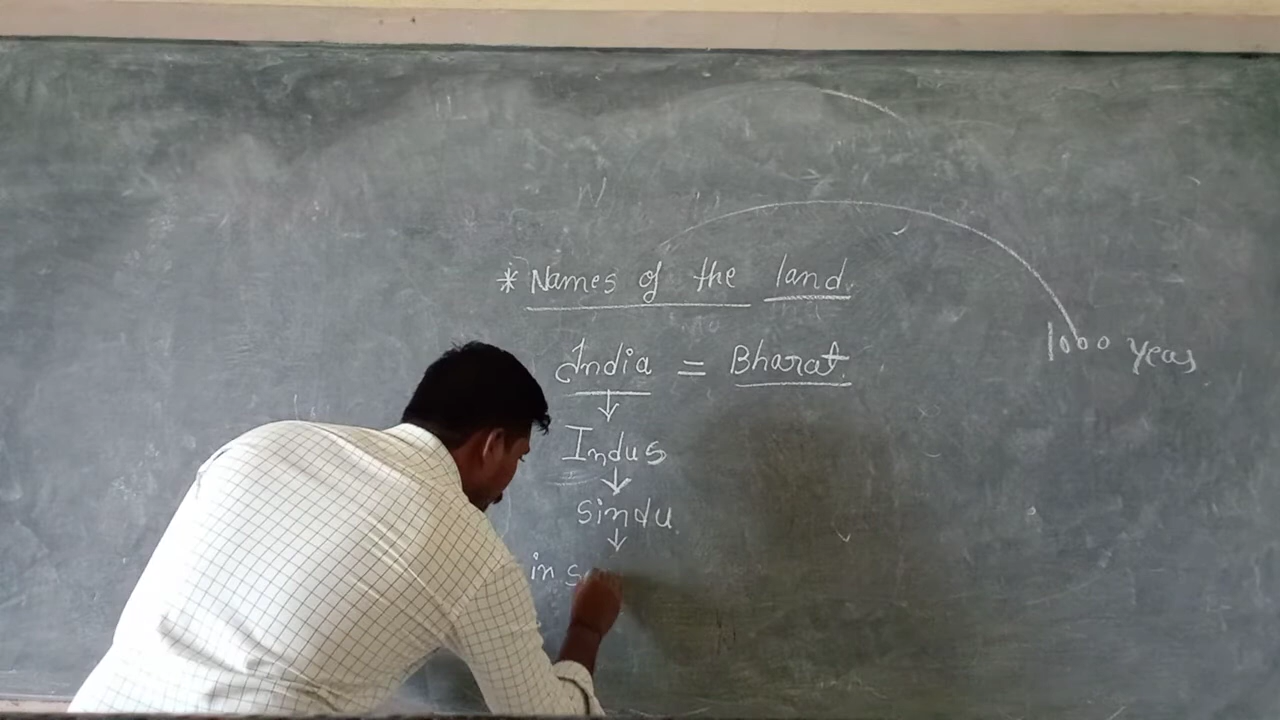 * Names of the land.
India = Bharat.
1000 years
↓
Indus
↓
Sindu.
↓
in